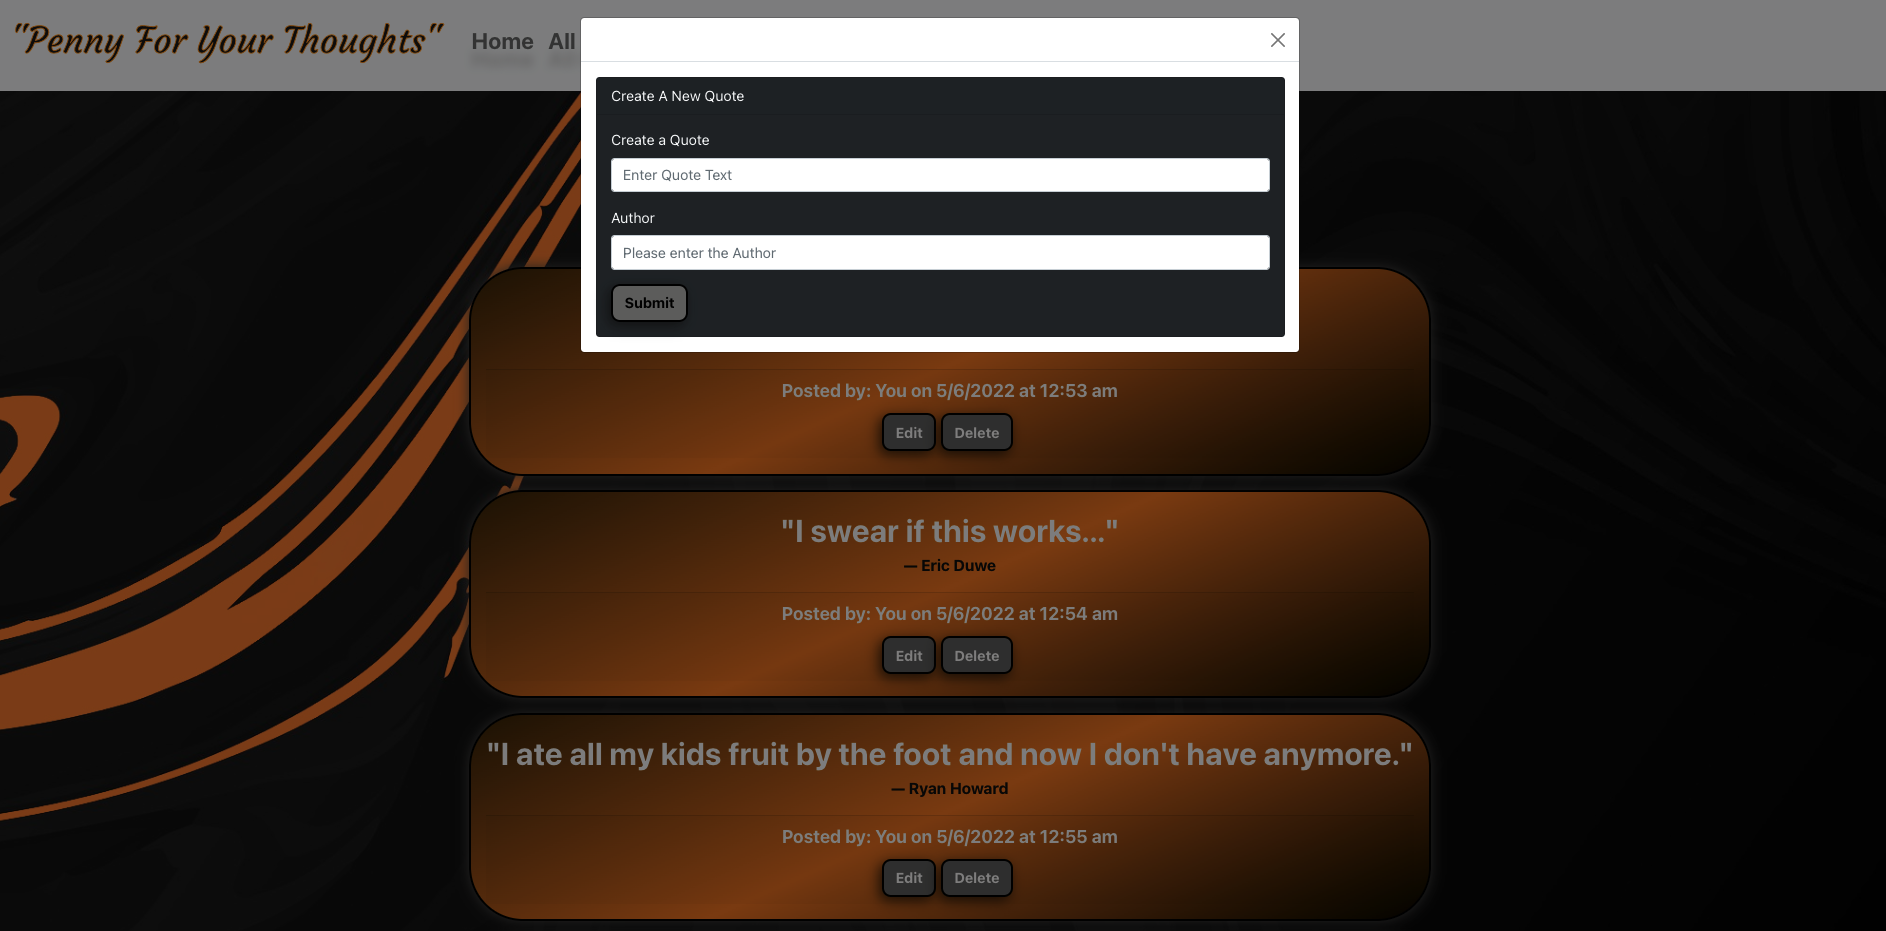 "Penny For Your Thoughts" Home All
Create A New Quote
Create a Quote
Enter Quote Text
Author
Please enter the Author
Submit
Posted by: You on 5/6/2022 at 12:53 am
Edit Delete
"I swear if this works..."
— Eric Duwe
Posted by: You on 5/6/2022 at 12:54 am
Edit Delete
"I ate all my kids fruit by the foot and now I don't have anymore."
— Ryan Howard
Posted by: You on 5/6/2022 at 12:55 am
Edit Delete